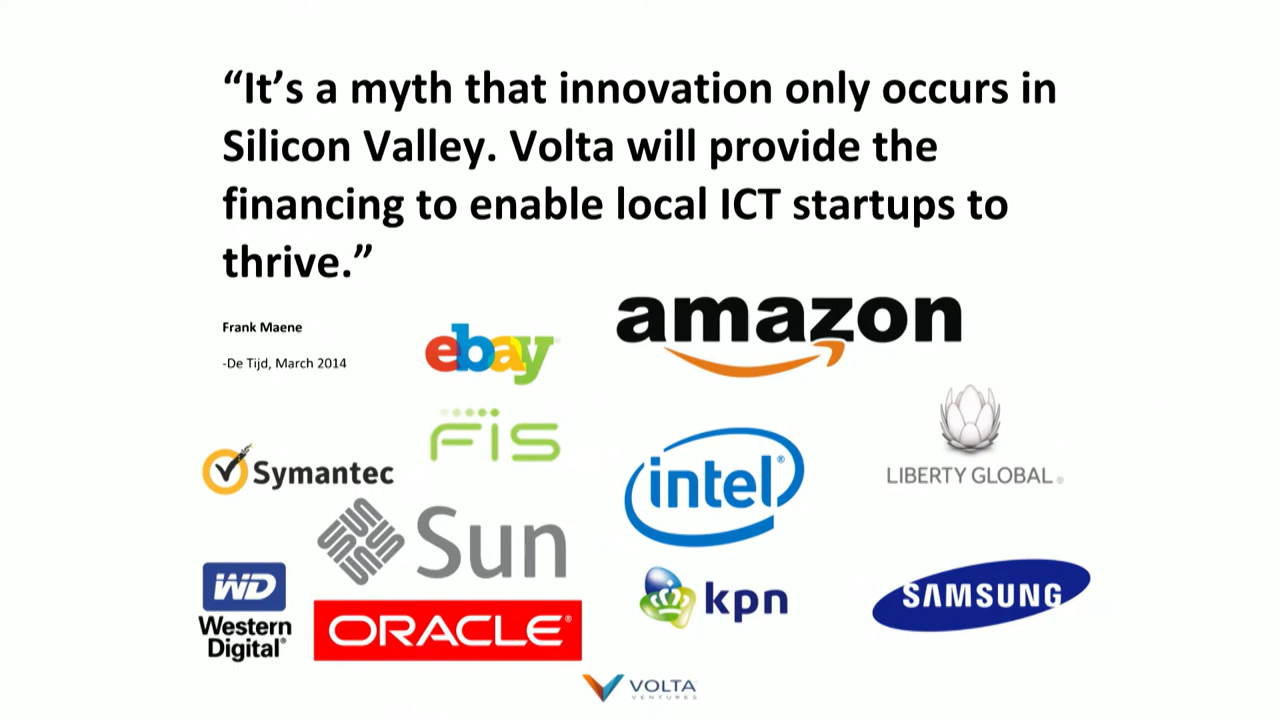 “It’s a myth that innovation only occurs in
Silicon Valley. Volta will provide the
financing to enable local ICT startups to
thrive.”
Frank Maene
-De Tijd, March 2014
ebay
amazon
FIS
Symantec
intel®
LIBERTY GLOBAL®
Sun
WD
Western
Digital®
ORACLE®
kpn
SAMSUNG
VOLTA
VENTURES